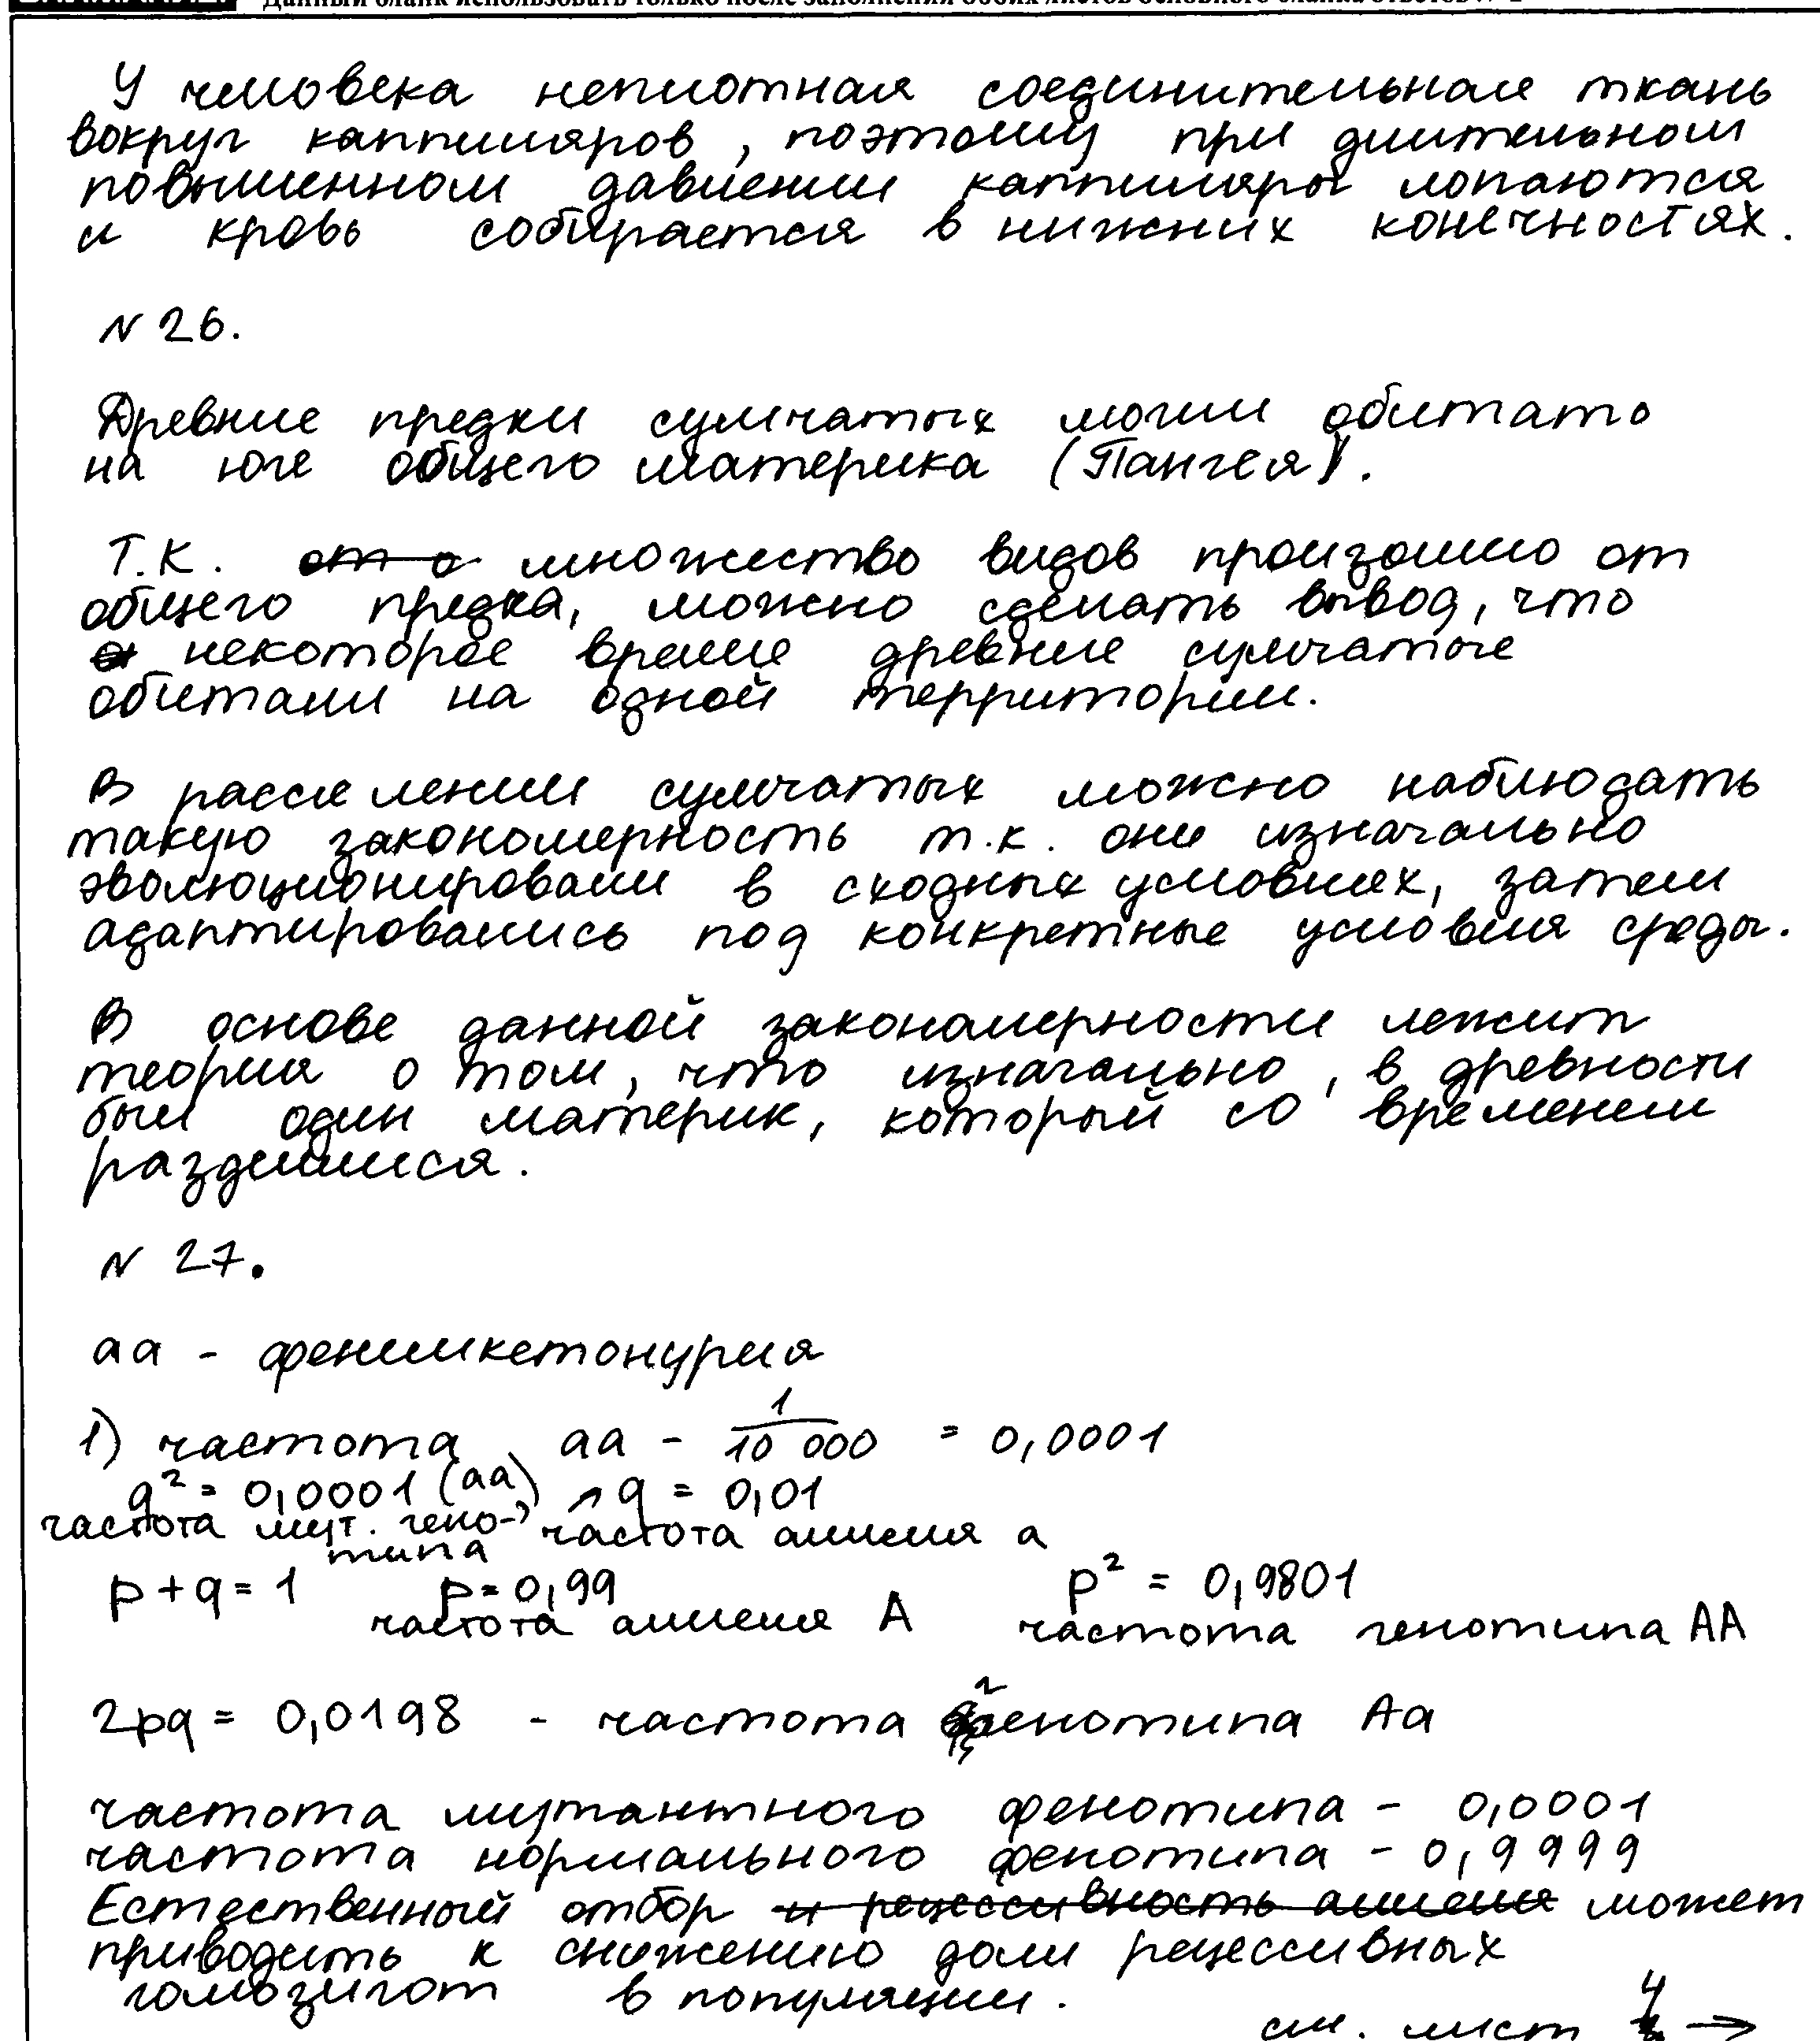 Данный бланк использовать только после заполнения обоих листов основного бланка ответов № 2
У человека неплотная соединительная ткань
вокруг каппиляров, поэтому при длительном
повышенном давлении каппиляры лопаются
и кровь собирается в нижних конечностях.
N 26.
Древние предки сумчатых могли обитать
на юге общего материка (Пангея).
Т.К. от о множество видов произошло от
общего предка, можно сделать вывод, что
некоторое время древние сумчатые
обитали на одной территории.
В расселении сумчатых можно наблюдать
такую закономерность т.к. они изначально
эволюционировали в сходных условиях, затем
адаптировались под конкретные условия среды.
В основе данной закономерности лежит
теория о том, что изначально, в древности
был один материк, который со временем
разделился.
N 27.
аа - фенилкетонурия
1) частота аа - 1/10 000 = 0,0001
q² = 0,0001 (аа) ↗ q = 0,01
частота мут. гено- частота аллеля а
типа
p + q = 1 p = 0,99 p² = 0,9801
частота аллеля А частота генотипа АА
2pq = 0,0198 - частота генотипа Аа
частота мутантного фенотипа - 0,0001
частота нормального фенотипа - 0,9999
Естественный отбор и рецессивность аллеля может
приводить к снижению доли рецессивных
гомозигот в популяции.
см. лист 4 →